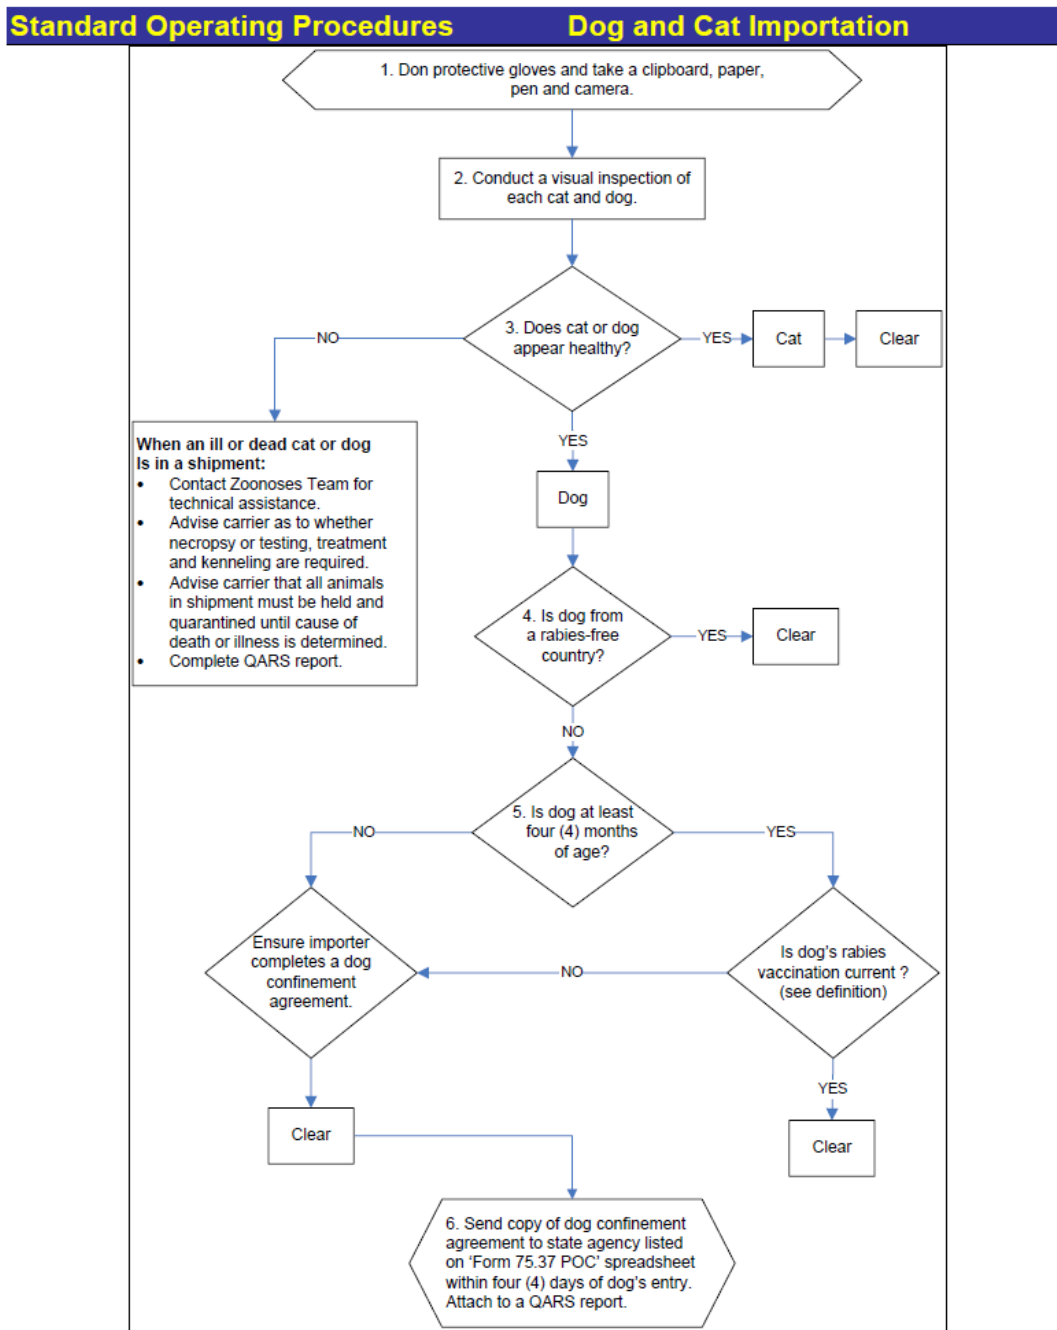 Standard Operating Procedures Dog and Cat Importation
1. Don protective gloves and take a clipboard, paper,
pen and camera.
2. Conduct a visual inspection of
each cat and dog.
3. Does cat or dog
appear healthy?
NO
YES
Cat
Clear
When an ill or dead cat or dog
Is in a shipment:
• Contact Zoonoses Team for
technical assistance.
• Advise carrier as to whether
necropsy or testing, treatment
and kenneling are required.
• Advise carrier that all animals
in shipment must be held and
quarantined until cause of
death or illness is determined.
• Complete QARS report.
YES
Dog
4. Is dog from
a rabies-free
country?
YES
Clear
NO
5. Is dog at least
four (4) months
of age?
NO
YES
Ensure importer
completes a dog
confinement
agreement.
NO
Is dog's rabies
vaccination current ?
(see definition)
YES
Clear
Clear
6. Send copy of dog confinement
agreement to state agency listed
on 'Form 75.37 POC' spreadsheet
within four (4) days of dog's entry.
Attach to a QARS report.